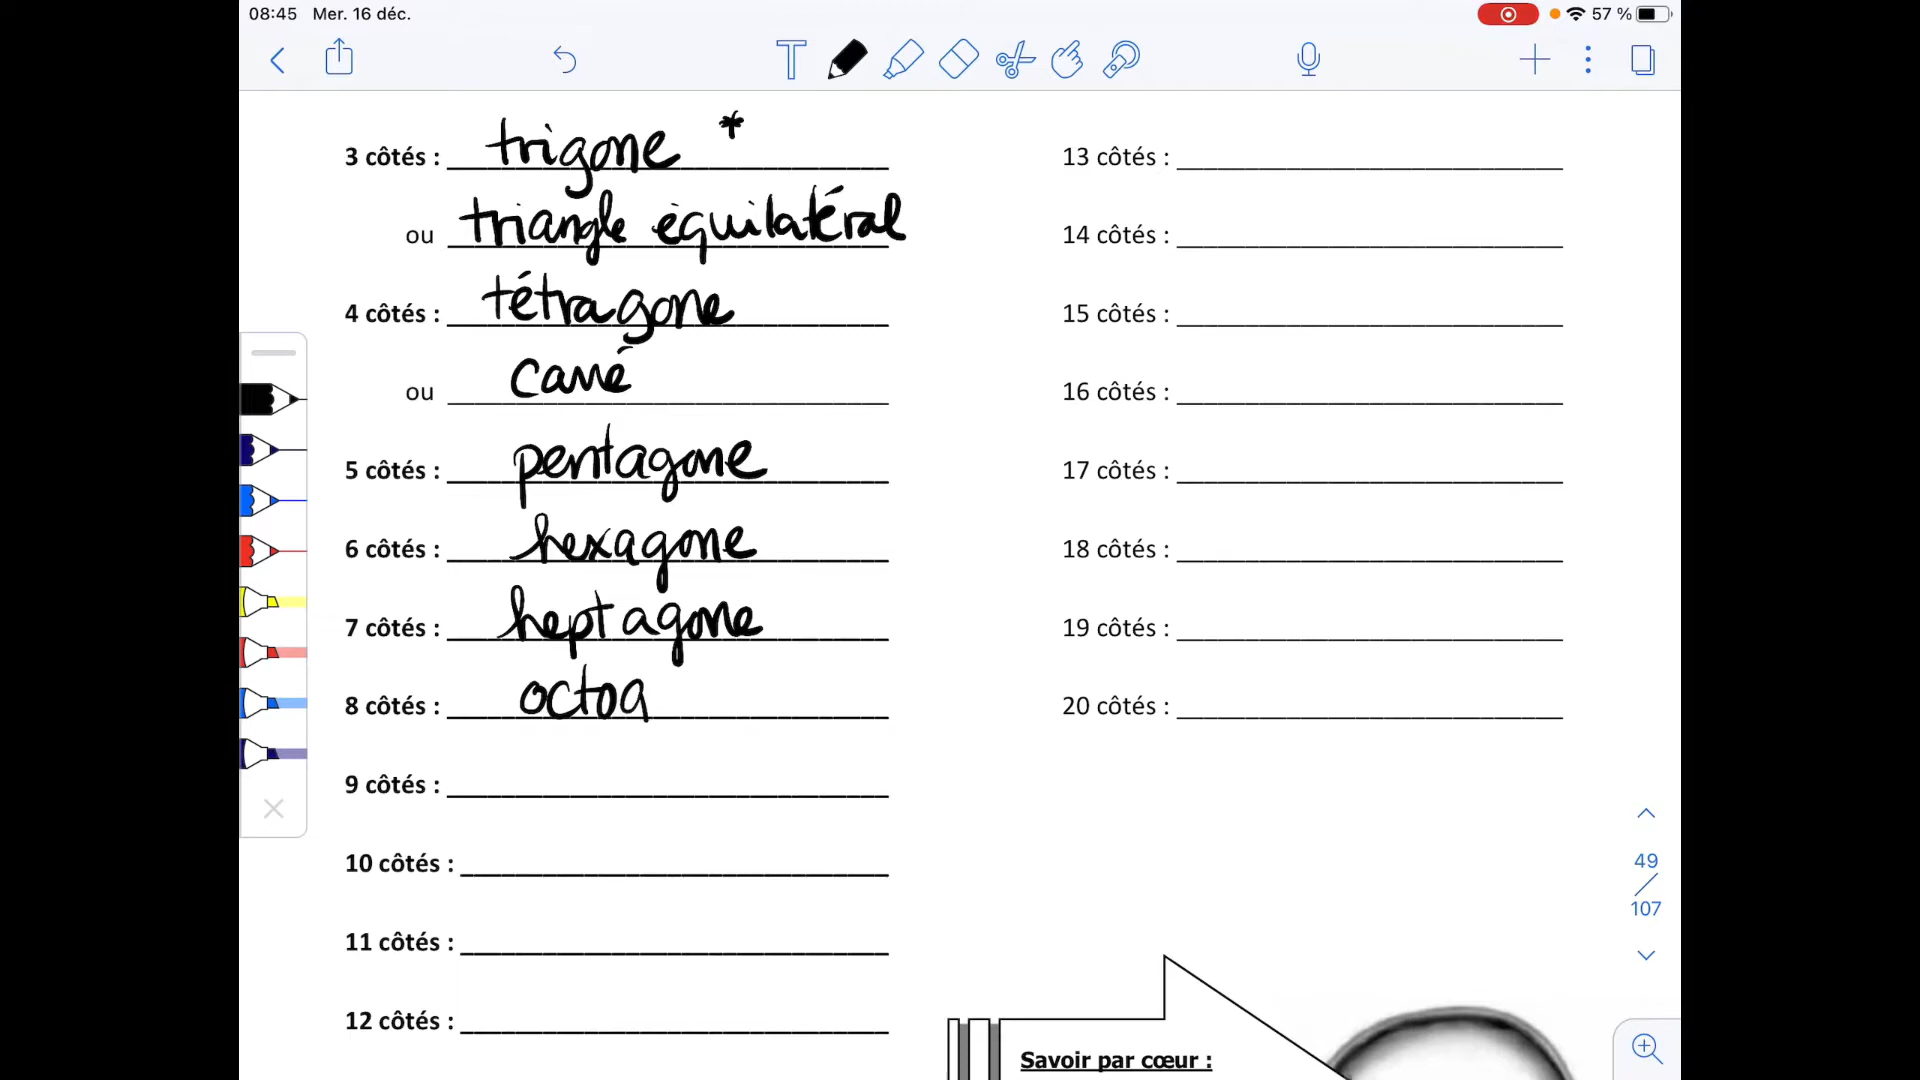 08:45 Mer. 16 déc.
57 %
3 côtés : trigone *
ou triangle équilatéral
4 côtés : tétragone
ou carré
5 côtés : pentagone
6 côtés : hexagone
7 côtés : heptagone
8 côtés : octog
9 côtés :
10 côtés :
11 côtés :
12 côtés :
13 côtés :
14 côtés :
15 côtés :
16 côtés :
17 côtés :
18 côtés :
19 côtés :
20 côtés :
49
/
107
Savoir par cœur :